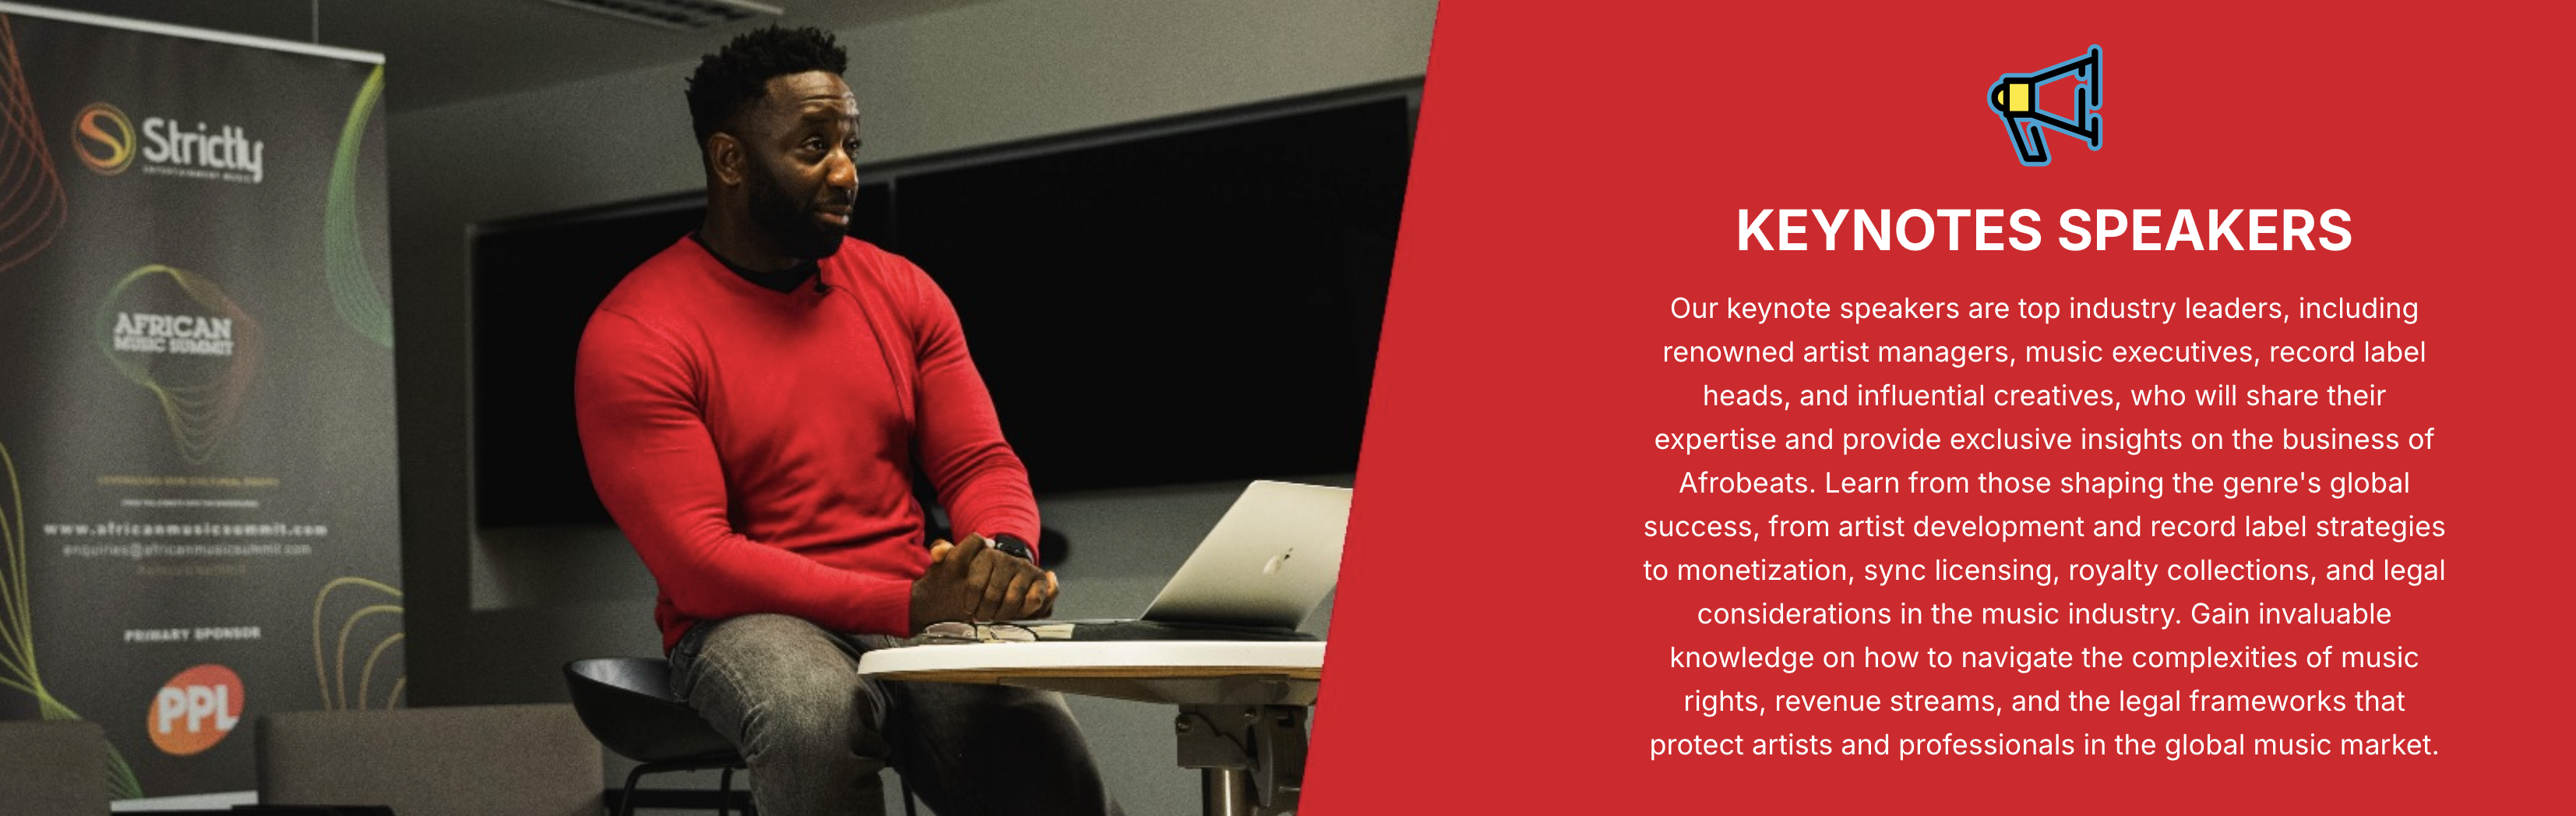 Strictly
ENTERTAINMENT MUSIC
AFRICAN
MUSIC SUMMIT
www.africanmusicsummit.com
enquiries@africanmusicsummit.com
PRIMARY SPONSOR
PPL
KEYNOTES SPEAKERS
Our keynote speakers are top industry leaders, including
renowned artist managers, music executives, record label
heads, and influential creatives, who will share their
expertise and provide exclusive insights on the business of
Afrobeats. Learn from those shaping the genre's global
success, from artist development and record label strategies
to monetization, sync licensing, royalty collections, and legal
considerations in the music industry. Gain invaluable
knowledge on how to navigate the complexities of music
rights, revenue streams, and the legal frameworks that
protect artists and professionals in the global music market.